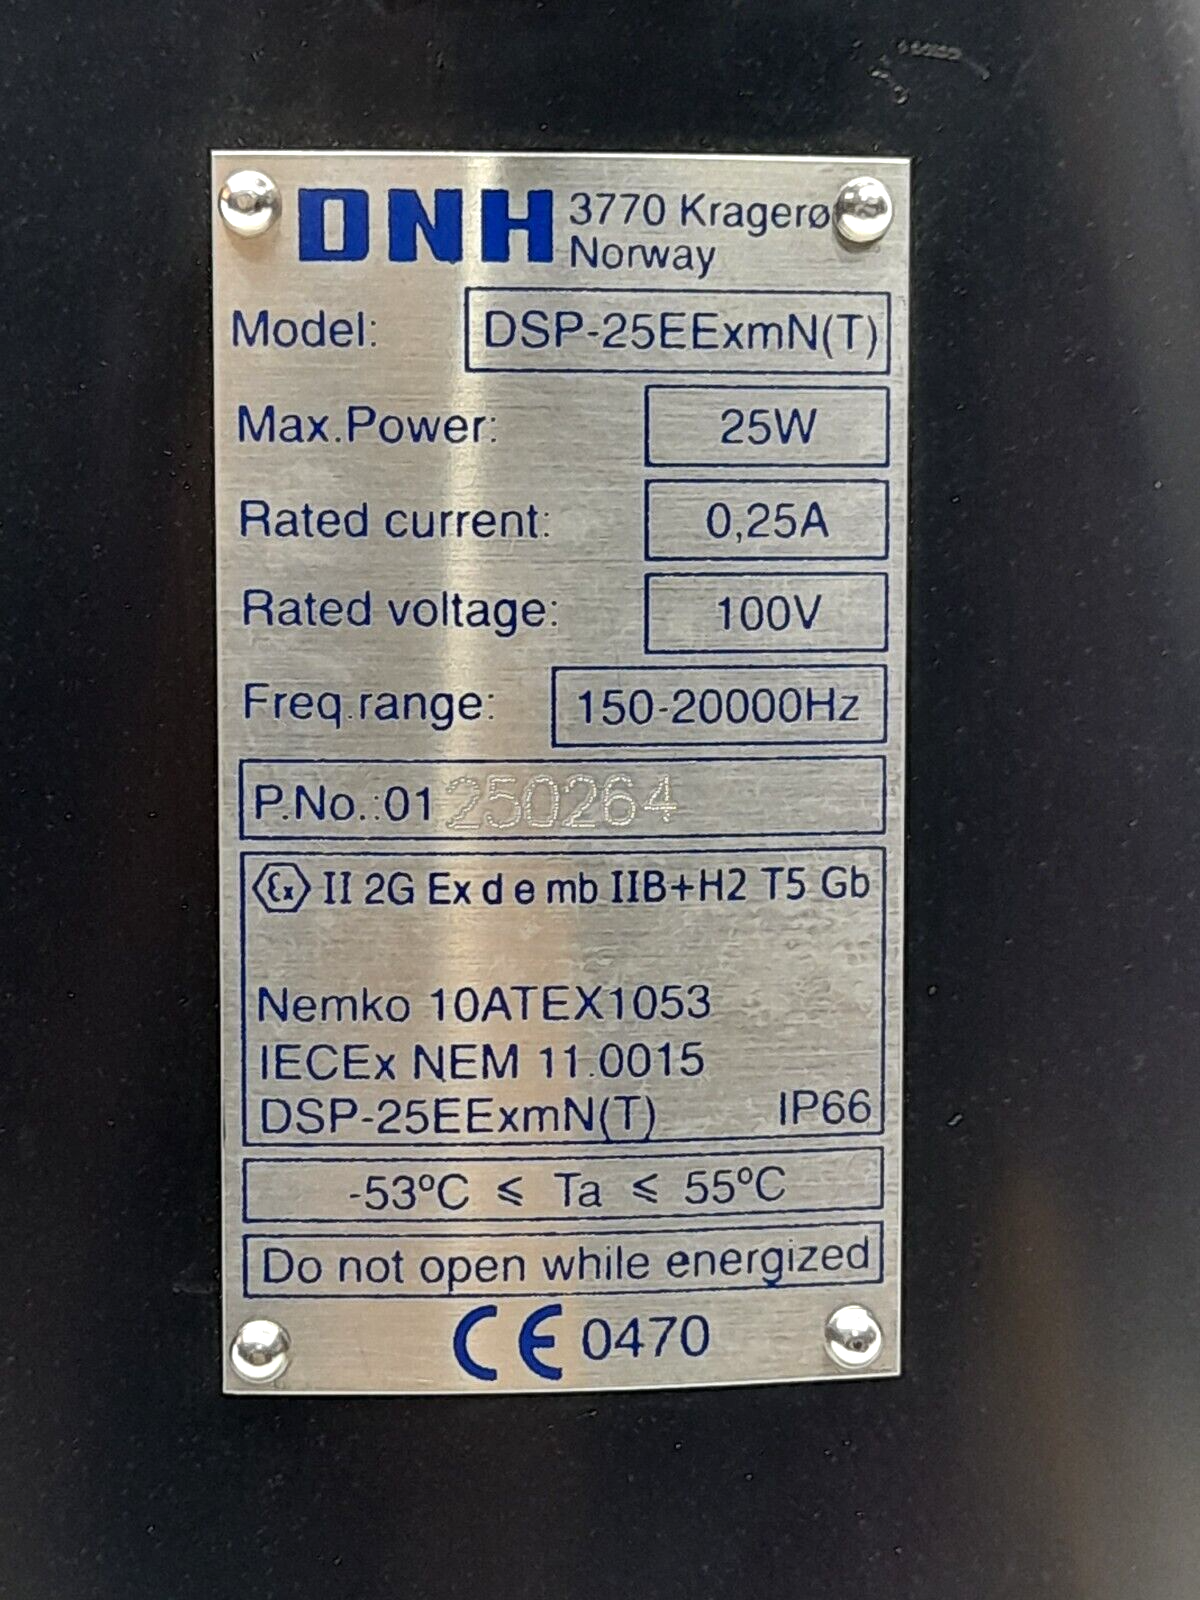 DNH 3770 Kragerø
Norway
Model: DSP-25EExmN(T)
Max.Power: 25W
Rated current: 0,25A
Rated voltage: 100V
Freq.range: 150-20000Hz
P.No.:01 250264
Ex II 2G Ex d e mb IIB+H2 T5 Gb
Nemko 10ATEX1053
IECEx NEM 11.0015
DSP-25EExmN(T) IP66
-53°C ≤ Ta ≤ 55°C
Do not open while energized
CE 0470